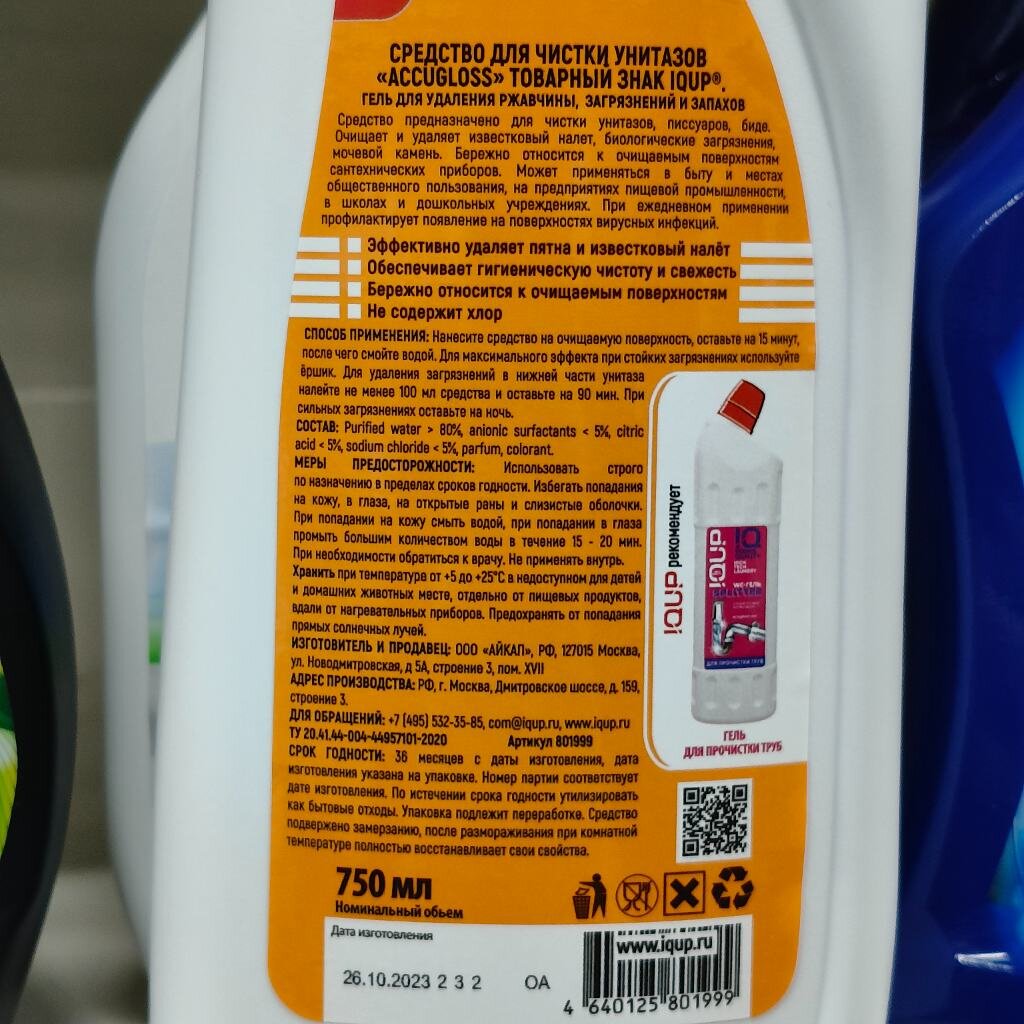 СРЕДСТВО ДЛЯ ЧИСТКИ УНИТАЗОВ
«ACCUGLOSS» ТОВАРНЫЙ ЗНАК IQUP®.
ГЕЛЬ ДЛЯ УДАЛЕНИЯ РЖАВЧИНЫ, ЗАГРЯЗНЕНИЙ И ЗАПАХОВ
Средство предназначено для чистки унитазов, писсуаров, биде.
Очищает и удаляет известковый налет, биологические загрязнения,
мочевой камень. Бережно относится к очищаемым поверхностям
сантехнических приборов. Может применяться в быту и местах
общественного пользования, на предприятиях пищевой промышленности,
в школах и дошкольных учреждениях. При ежедневном применении
профилактирует появление на поверхностях вирусных инфекций.
Эффективно удаляет пятна и известковый налёт
Обеспечивает гигиеническую чистоту и свежесть
Бережно относится к очищаемым поверхностям
Не содержит хлор
СПОСОБ ПРИМЕНЕНИЯ: Нанесите средство на очищаемую поверхность, оставьте на 15 минут,
после чего смойте водой. Для максимального эффекта при стойких загрязнениях используйте
ёршик. Для удаления загрязнений в нижней части унитаза
налейте не менее 100 мл средства и оставьте на 90 мин. При
сильных загрязнениях оставьте на ночь.
СОСТАВ: Purified water > 80%, anionic surfactants < 5%, citric
acid < 5%, sodium chloride < 5%, parfum, colorant.
МЕРЫ ПРЕДОСТОРОЖНОСТИ: Использовать строго
по назначению в пределах сроков годности. Избегать попадания
на кожу, в глаза, на открытые раны и слизистые оболочки.
При попадании на кожу смыть водой, при попадании в глаза
промыть большим количеством воды в течение 15 - 20 мин.
При необходимости обратиться к врачу. Не применять внутрь.
Хранить при температуре от +5 до +25°С в недоступном для детей
и домашних животных месте, отдельно от пищевых продуктов,
вдали от нагревательных приборов. Предохранять от попадания
прямых солнечных лучей.
ИЗГОТОВИТЕЛЬ И ПРОДАВЕЦ: ООО «АЙКАП», РФ, 127015 Москва,
ул. Новодмитровская, д 5А, строение 3, пом. XVII
АДРЕС ПРОИЗВОДСТВА: РФ, г. Москва, Дмитровское шоссе, д. 159,
строение 3.
ДЛЯ ОБРАЩЕНИЙ: +7 (495) 532-35-85, com@iqup.ru, www.iqup.ru
ТУ 20.41.44-004-44957101-2020 Артикул 801999
СРОК ГОДНОСТИ: 36 месяцев с даты изготовления, дата
изготовления указана на упаковке. Номер партии соответствует
дате изготовления. По истечении срока годности утилизировать
как бытовые отходы. Упаковка подлежит переработке. Средство
подвержено замерзанию, после размораживания при комнатной
температуре полностью восстанавливает свои свойства.
IQUP рекомендует
IQUP
IQ
WC-ГЕЛЬ
ДЛЯ ПРОЧИСТКИ ТРУБ
ГЕЛЬ
ДЛЯ ПРОЧИСТКИ ТРУБ
750 мл
Номинальный обьем
Дата изготовления
26.10.2023 2 3 2 ОА
www.iqup.ru
4 640125 801999